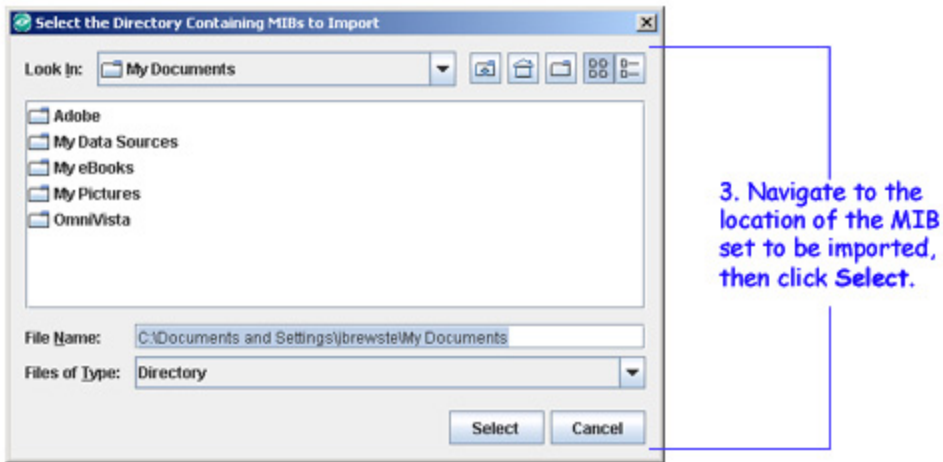 Select the Directory Containing MIBs to Import
Look In: My Documents
Adobe
My Data Sources
My eBooks
My Pictures
OmniVista
File Name: C:\Documents and Settings\jbrewste\My Documents
Files of Type: Directory
Select Cancel
3. Navigate to the
location of the MIB
set to be imported,
then click Select.